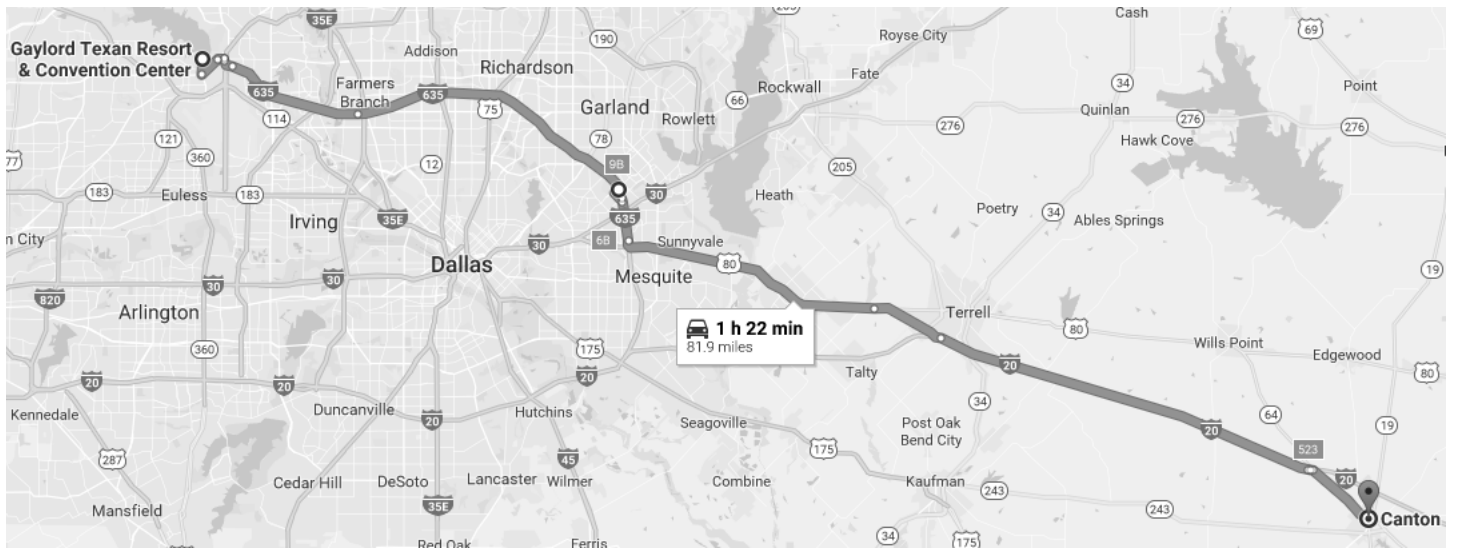 205
Cash
35E
69
190
Royse City
Gaylord Texan Resort
& Convention Center
Addison
Richardson
Fate
34
Point
Farmers
Branch
635
635
75
Garland
66
Rockwall
Quinlan
114
Rowlett
276
276
276
121
78
Hawk Cove
77
360
12
9B
205
183
Euless
183
30
Heath
35E
Irving
635
Poetry
34
Ables Springs
n City
30
6B
Sunnyvale
Dallas
80
19
30
30
Mesquite
820
Arlington
Terrell
1 h 22 min
81.9 miles
80
360
175
Wills Point
Edgewood
20
20
20
Talty
20
80
Kennedale
Duncanville
20
Hutchins
Seagoville
34
Post Oak
Bend City
64
20
19
287
45
175
523
Cedar Hill
DeSoto
Lancaster
Wilmer
Combine
Kaufman
243
20
Mansfield
35E
243
Canton
34
175
Red Oak
Ferris